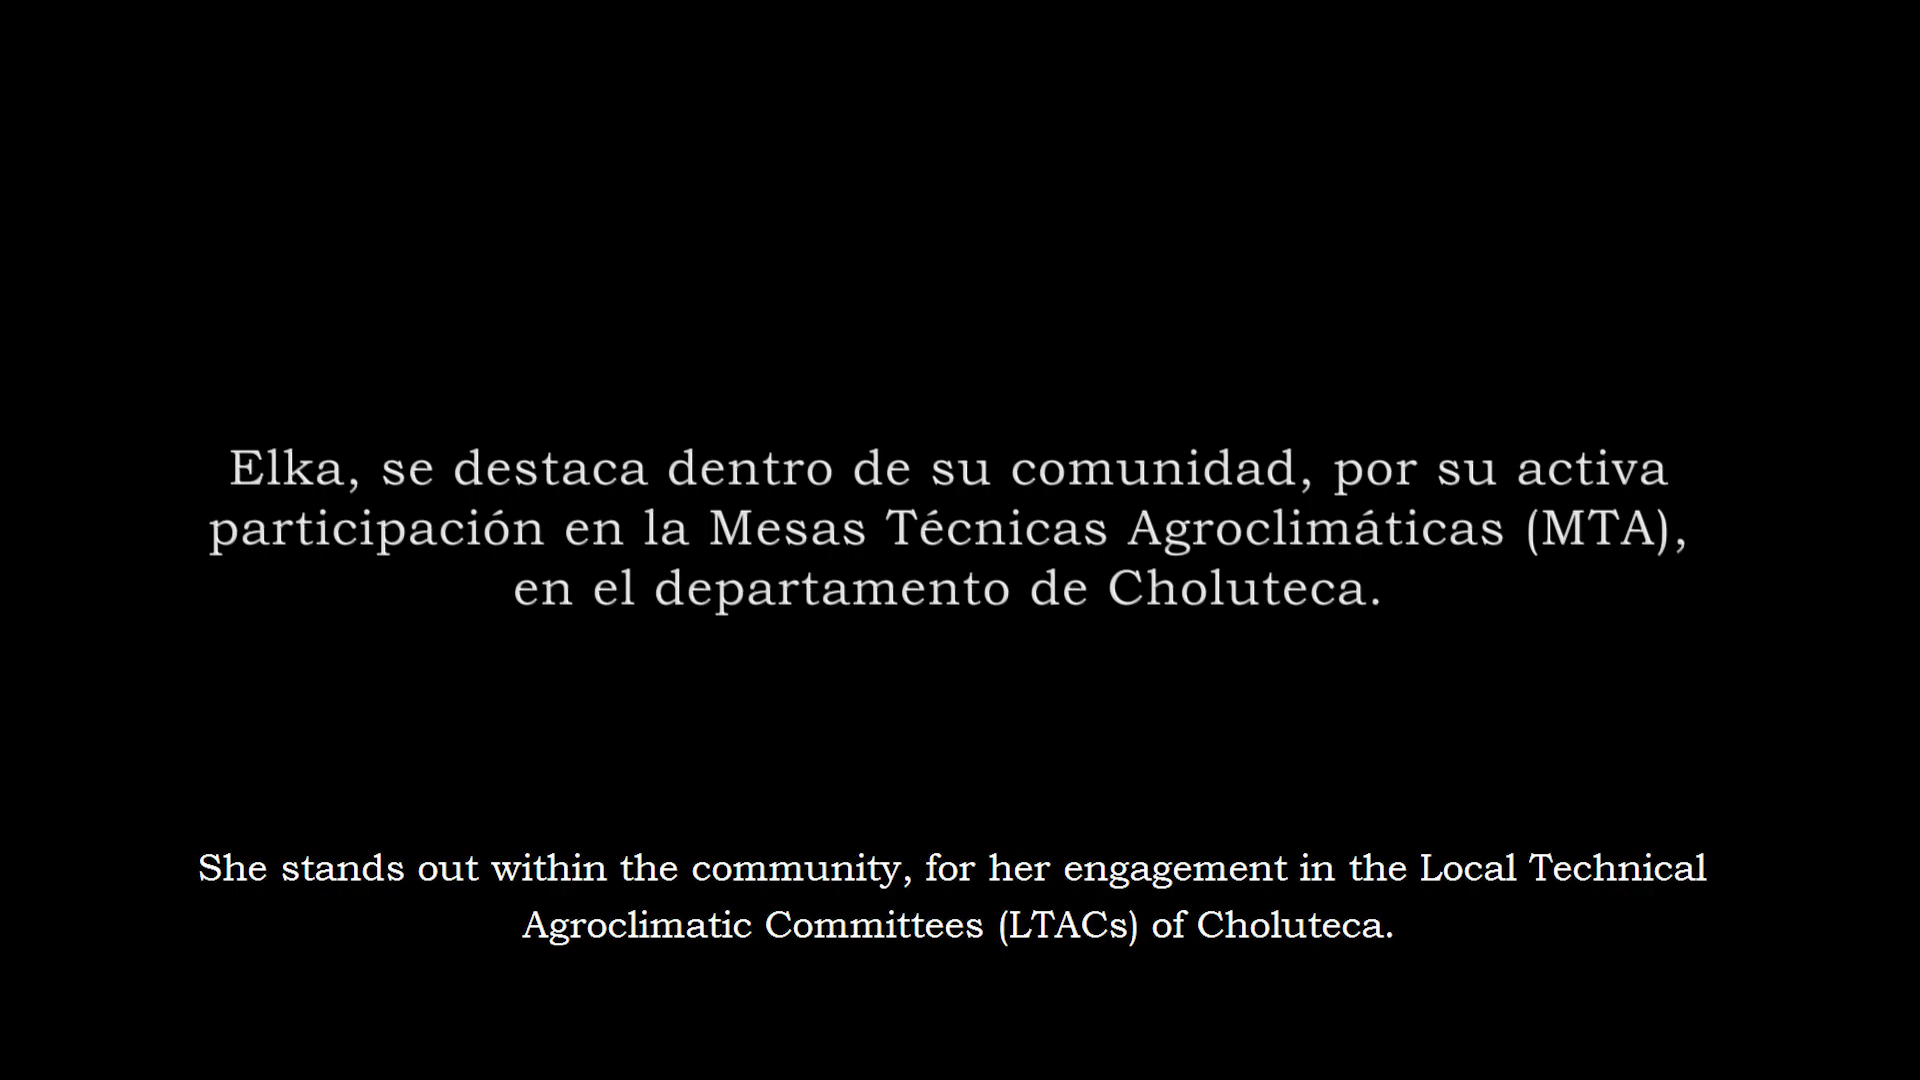 Elka, se destaca dentro de su comunidad, por su activa
participación en la Mesas Técnicas Agroclimáticas (MTA),
en el departamento de Choluteca.
She stands out within the community, for her engagement in the Local Technical
Agroclimatic Committees (LTACs) of Choluteca.